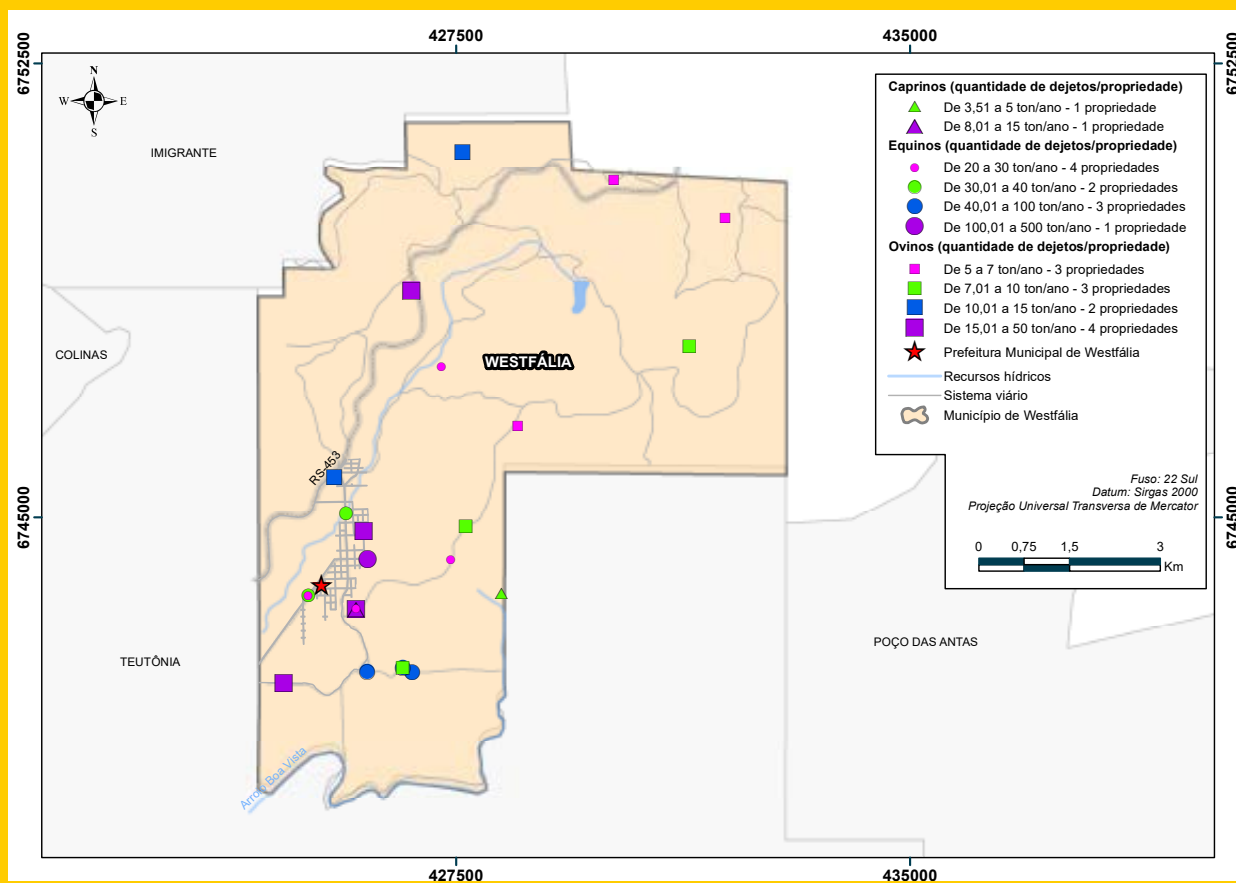 427500
435000
6752500
6752500
N
W
E
S
IMIGRANTE
Caprinos (quantidade de dejetos/propriedade)
De 3,51 a 5 ton/ano - 1 propriedade
De 8,01 a 15 ton/ano - 1 propriedade
Equinos (quantidade de dejetos/propriedade)
De 20 a 30 ton/ano - 4 propriedades
De 30,01 a 40 ton/ano - 2 propriedades
De 40,01 a 100 ton/ano - 3 propriedades
De 100,01 a 500 ton/ano - 1 propriedade
Ovinos (quantidade de dejetos/propriedade)
De 5 a 7 ton/ano - 3 propriedades
De 7,01 a 10 ton/ano - 3 propriedades
De 10,01 a 15 ton/ano - 2 propriedades
De 15,01 a 50 ton/ano - 4 propriedades
Prefeitura Municipal de Westfália
Recursos hídricos
Sistema viário
Município de Westfália
COLINAS
WESTFÁLIA
RS-453
Fuso: 22 Sul
Datum: Sirgas 2000
Projeção Universal Transversa de Mercator
6745000
6745000
0 0,75 1,5 3
Km
TEUTÔNIA
POÇO DAS ANTAS
Arroio Boa Vista
427500
435000